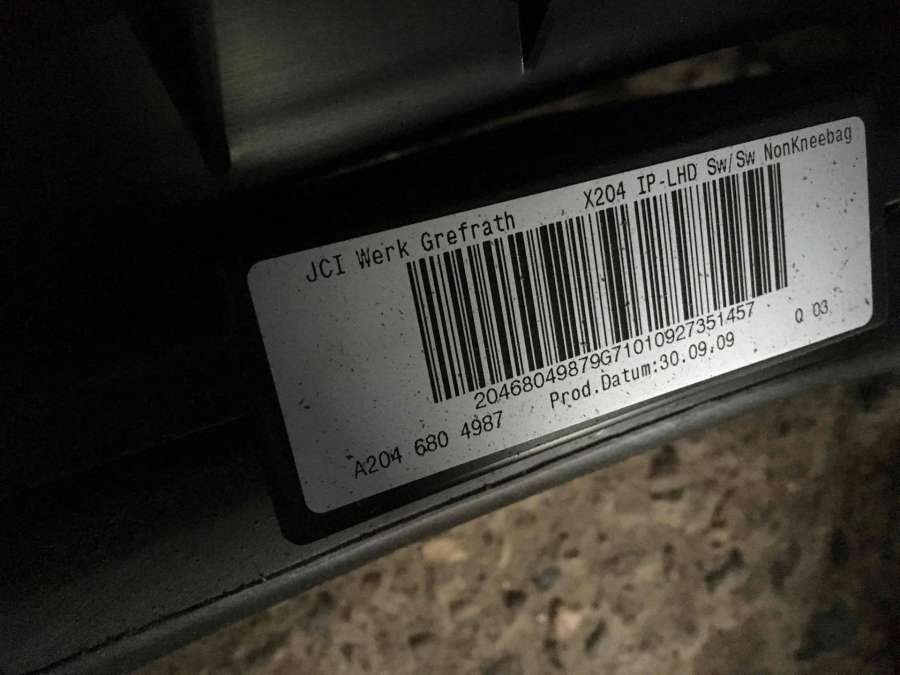 JCI Werk Grefrath X204 IP-LHD Sw/Sw NonKneebag
20468049879G71010927351457
A204 680 4987 Prod.Datum:30.09.09 Q 03